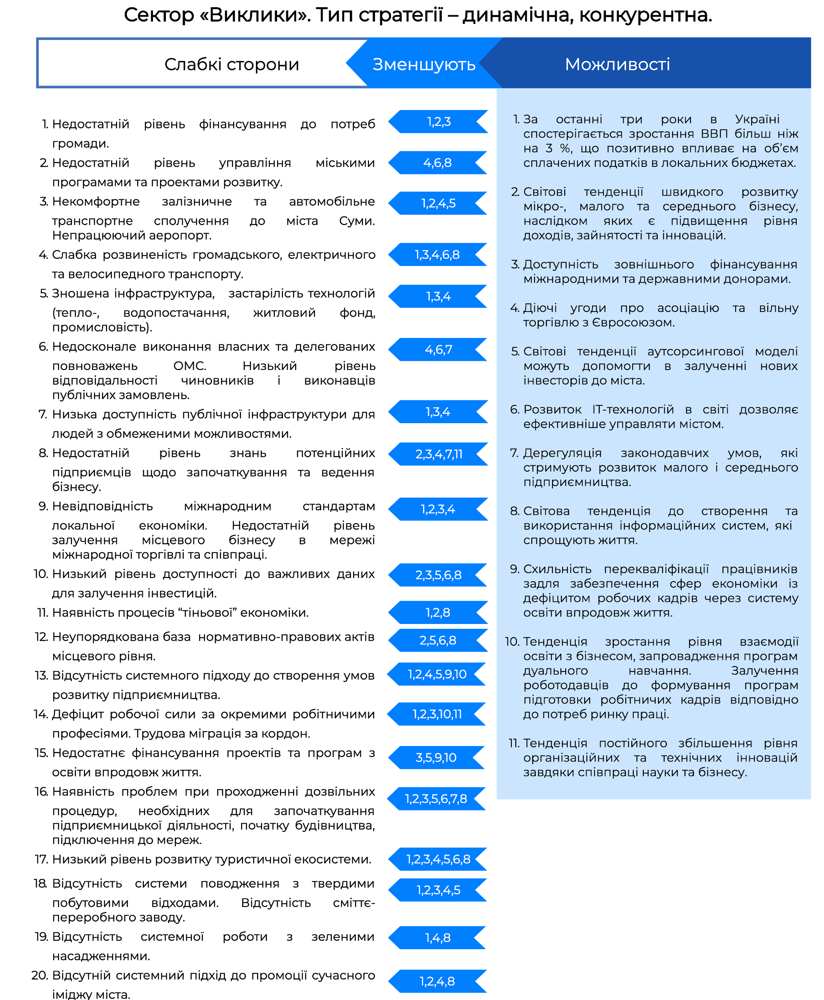 Сектор «Виклики». Тип стратегії – динамічна, конкурентна.
Слабкі сторони
Зменшують
Можливості
1. Недостатній рівень фінансування до потреб
громади.
2. Недостатній рівень управління міськими
програмами та проектами розвитку.
3. Некомфортне залізничне та автомобільне
транспортне сполучення до міста Суми.
Непрацюючий аеропорт.
4. Слабка розвиненість громадського, електричного
та велосипедного транспорту.
5. Зношена інфраструктура, застарілість технологій
(тепло-, водопостачання, житловий фонд,
промисловість).
6. Недосконале виконання власних та делегованих
повноважень ОМС. Низький рівень
відповідальності чиновників і виконавців
публічних замовлень.
7. Низька доступність публічної інфраструктури для
людей з обмеженими можливостями.
8. Недостатній рівень знань потенційних
підприємців щодо започаткування та ведення
бізнесу.
9. Невідповідність міжнародним стандартам
локальної економіки. Недостатній рівень
залучення місцевого бізнесу в мережі
міжнародної торгівлі та співпраці.
10. Низький рівень доступності до важливих даних
для залучення інвестицій.
11. Наявність процесів “тіньової” економіки.
12. Неупорядкована база нормативно-правових актів
місцевого рівня.
13. Відсутність системного підходу до створення умов
розвитку підприємництва.
14. Дефіцит робочої сили за окремими робітничими
професіями. Трудова міграція за кордон.
15. Недостатнє фінансування проектів та програм з
освіти впродовж життя.
16. Наявність проблем при проходженні дозвільних
процедур, необхідних для започаткування
підприємницької діяльності, початку будівництва,
підключення до мереж.
17. Низький рівень розвитку туристичної екосистеми.
18. Відсутність системи поводження з твердими
побутовими відходами. Відсутність сміттє-
переробного заводу.
19. Відсутність системної роботи з зеленими
насадженнями.
20. Відсутній системний підхід до промоції сучасного
іміджу міста.
1,2,3
4,6,8
1,2,4,5
1,3,4,6,8
1,3,4
4,6,7
1,3,4
2,3,4,7,11
1,2,3,4
2,3,5,6,8
1,2,8
2,5,6,8
1,2,4,5,9,10
1,2,3,10,11
3,5,9,10
1,2,3,5,6,7,8
1,2,3,4,5,6,8
1,2,3,4,5
1,4,8
1,2,4,8
1. За останні три роки в Україні
спостерігається зростання ВВП більш ніж
на 3 %, що позитивно впливає на об’єм
сплачених податків в локальних бюджетах.
2. Світові тенденції швидкого розвитку
мікро-, малого та середнього бізнесу,
наслідком яких є підвищення рівня
доходів, зайнятості та інновацій.
3. Доступність зовнішнього фінансування
міжнародними та державними донорами.
4. Діючі угоди про асоціацію та вільну
торгівлю з Євросоюзом.
5. Світові тенденції аутсорсингової моделі
можуть допомогти в залученні нових
інвесторів до міста.
6. Розвиток ІТ-технологій в світі дозволяє
ефективніше управляти містом.
7. Дерегуляція законодавчих умов, які
стримують розвиток малого і середнього
підприємництва.
8. Світова тенденція до створення та
використання інформаційних систем, які
спрощують життя.
9. Схильність перекваліфікації працівників
задля забезпечення сфер економіки із
дефіцитом робочих кадрів через систему
освіти впродовж життя.
10. Тенденція зростання рівня взаємодії
освіти з бізнесом, запровадження програм
дуального навчання. Залучення
роботодавців до формування програм
підготовки робітничих кадрів відповідно
до потреб ринку праці.
11. Тенденція постійного збільшення рівня
організаційних та технічних інновацій
завдяки співпраці науки та бізнесу.